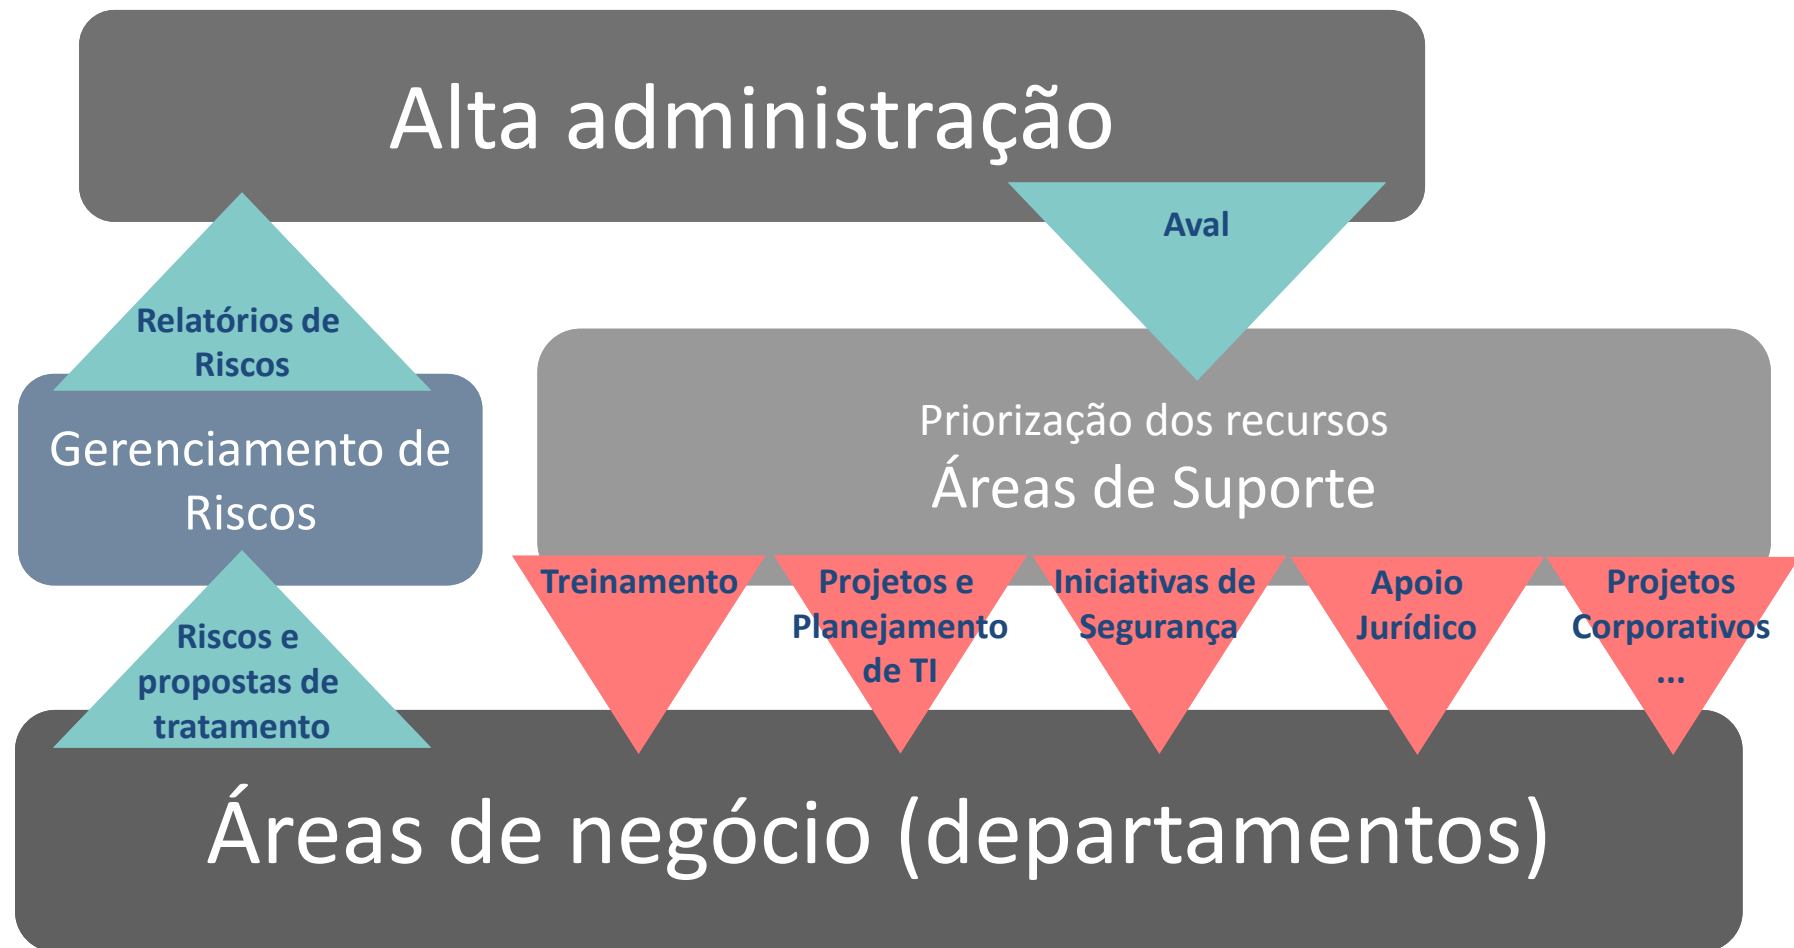 Alta administração
Aval
Relatórios de
Riscos
Gerenciamento de
Riscos
Priorização dos recursos
Áreas de Suporte
Treinamento
Projetos e
Planejamento
de TI
Iniciativas de
Segurança
Apoio
Jurídico
Projetos
Corporativos
...
Riscos e
propostas de
tratamento
Áreas de negócio (departamentos)